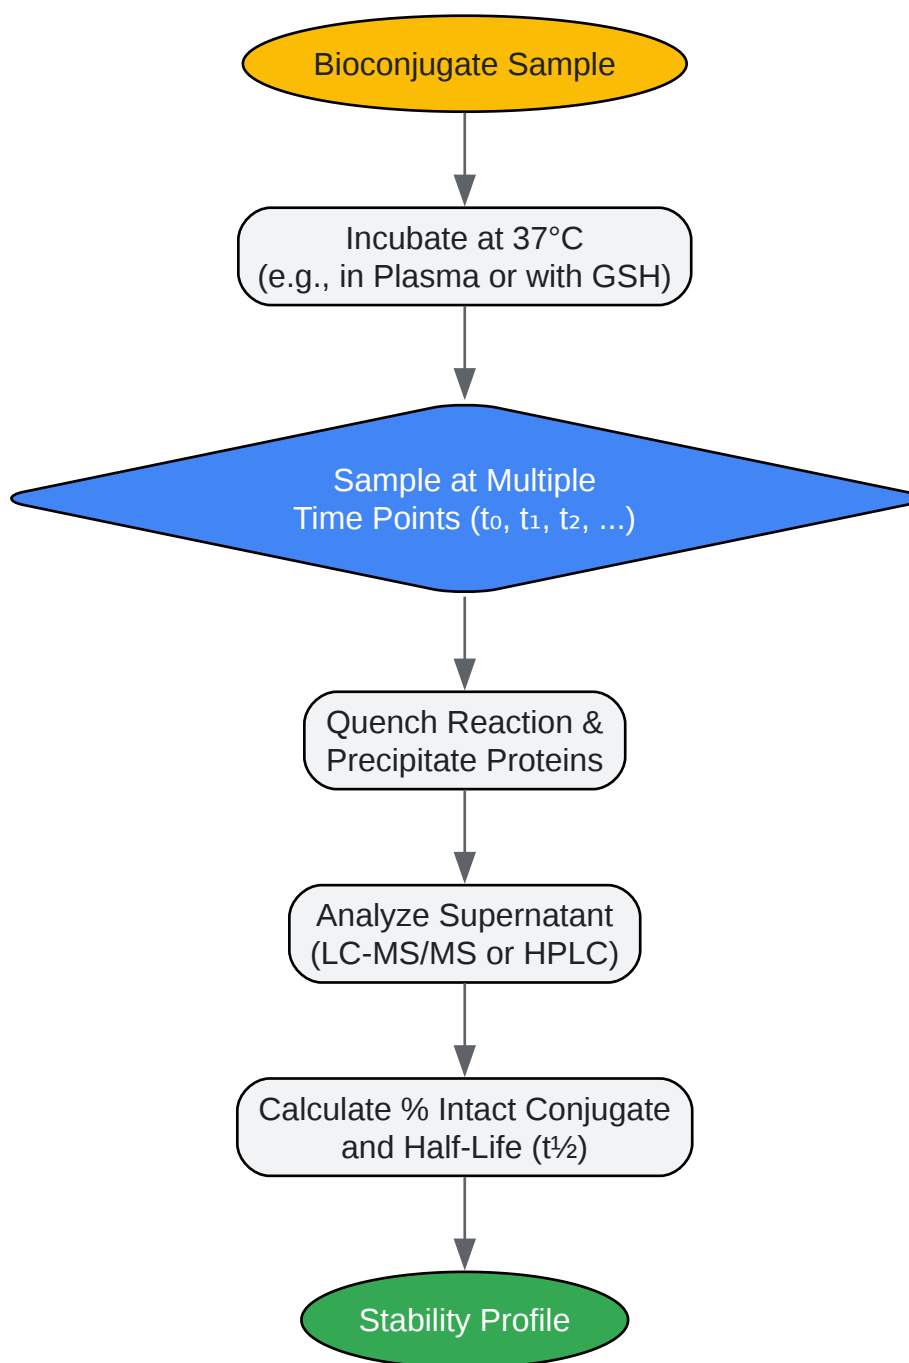 Bioconjugate Sample
Incubate at 37°C
(e.g., in Plasma or with GSH)
Sample at Multiple
Time Points (t₀, t₁, t₂, ...)
Quench Reaction &
Precipitate Proteins
Analyze Supernatant
(LC-MS/MS or HPLC)
Calculate % Intact Conjugate
and Half-Life (t½)
Stability Profile